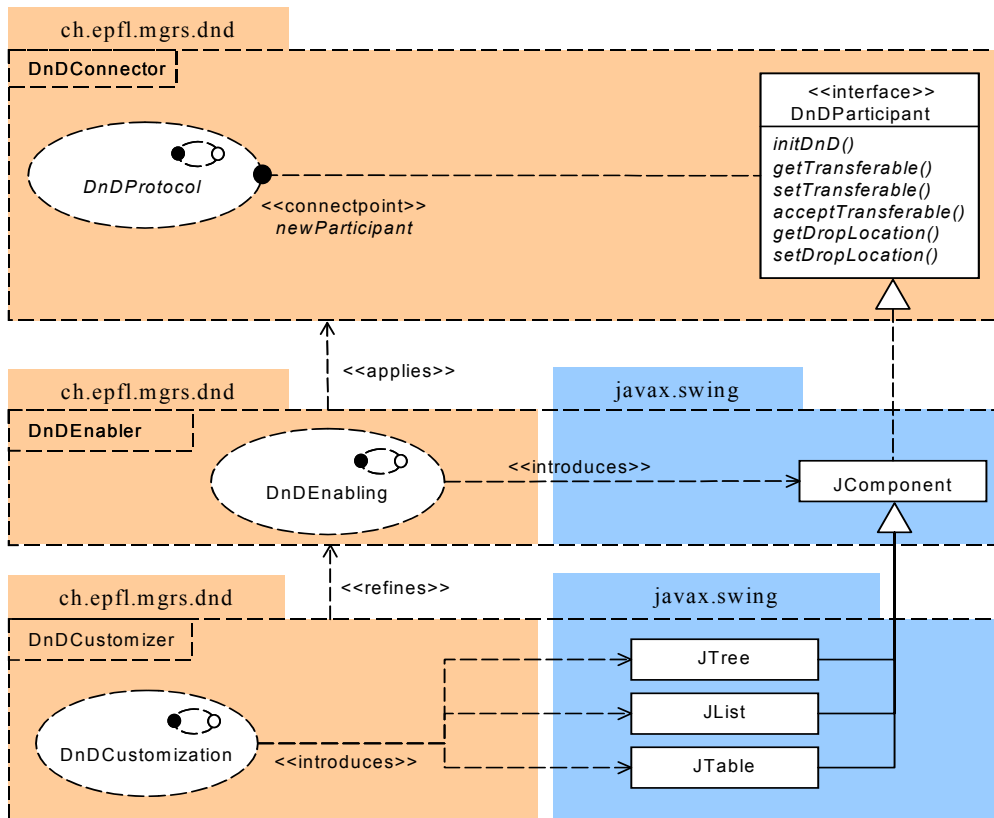 ch.epfl.mgrs.dnd
DnDConnector
<<interface>>
DnDParticipant
initDnD()
getTransferable()
setTransferable()
acceptTransferable()
getDropLocation()
setDropLocation()
DnDProtocol
<<connectpoint>>
newParticipant
<<applies>>
ch.epfl.mgrs.dnd
javax.swing
DnDEnabler
DnDEnabling
<<introduces>>
JComponent
<<refines>>
ch.epfl.mgrs.dnd
javax.swing
DnDCustomizer
JTree
JList
DnDCustomization
<<introduces>>
JTable